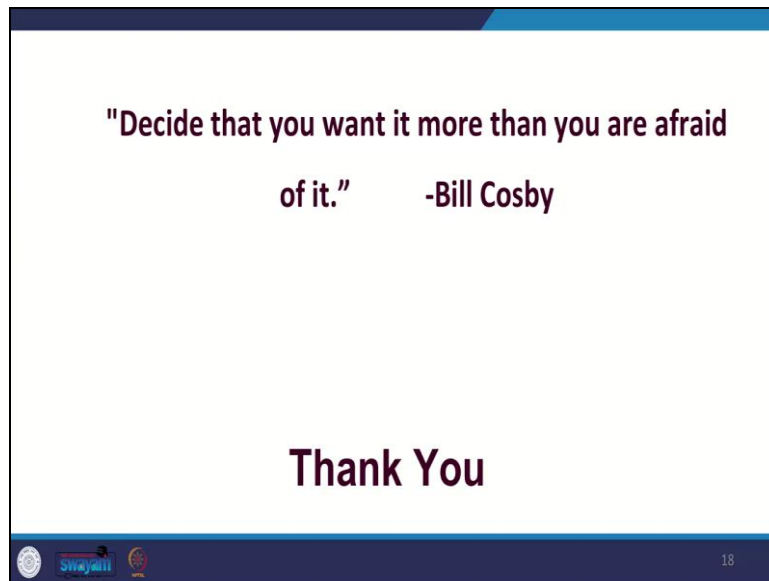 "Decide that you want it more than you are afraid
of it.” -Bill Cosby
Thank You
swayam
18